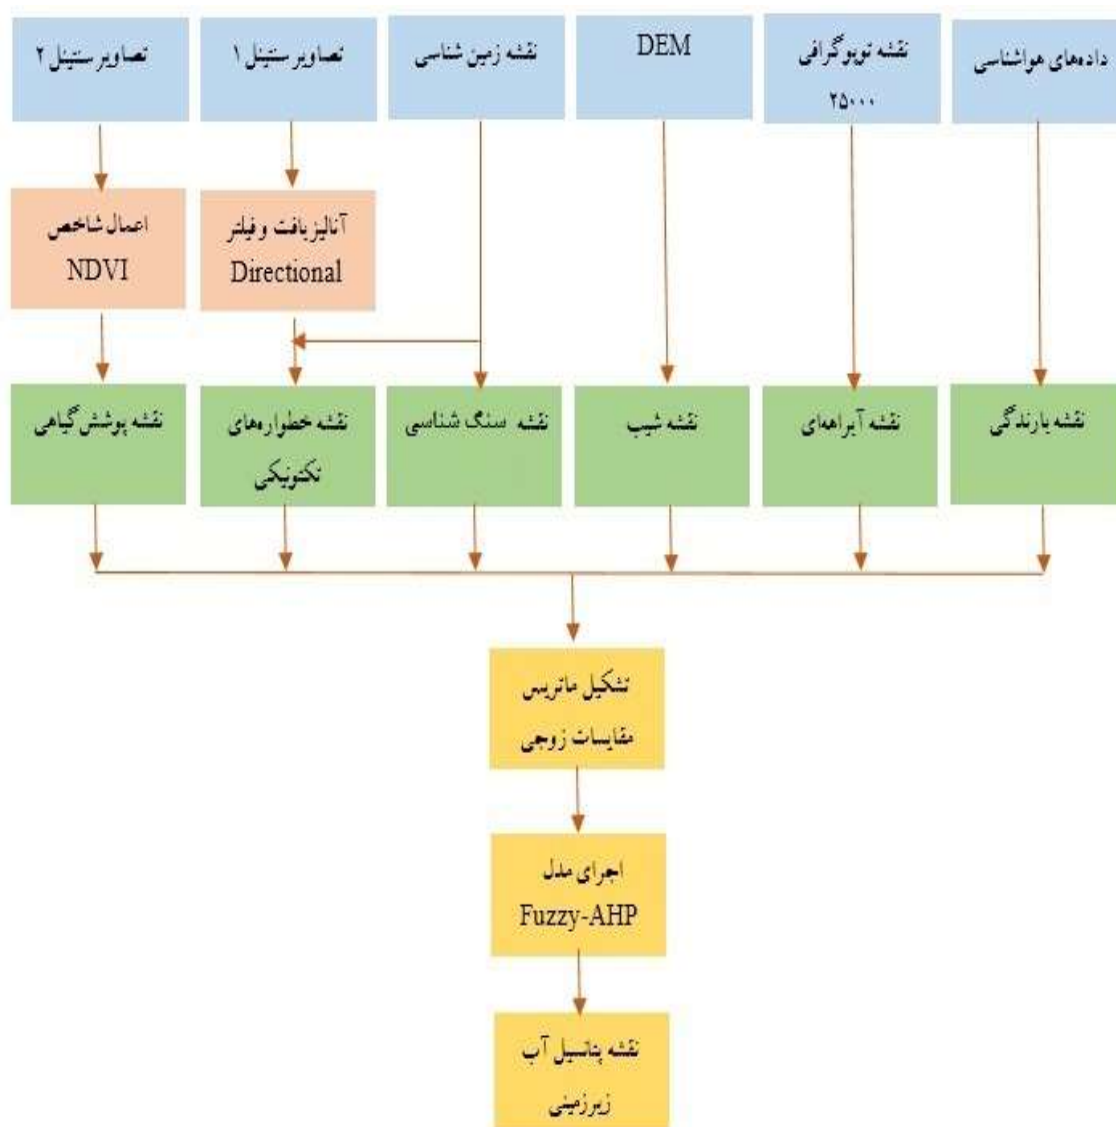 داده‌های هواشناسی
نقشه توپوگرافی
۲۵۰۰۰
DEM
نقشه زمین شناسی
تصاویر سنتینل ۱
تصاویر سنتینل ۲
آنالیز بافت و فیلتر
Directional
اعمال شاخص
NDVI
نقشه بارندگی
نقشه آبراهه‌ای
نقشه شیب
نقشه سنگ شناسی
نقشه خطواره‌های
تکتونیکی
نقشه پوشش گیاهی
تشکیل ماتریس
مقایسات زوجی
اجرای مدل
Fuzzy-AHP
نقشه پتانسیل آب
زیرزمینی